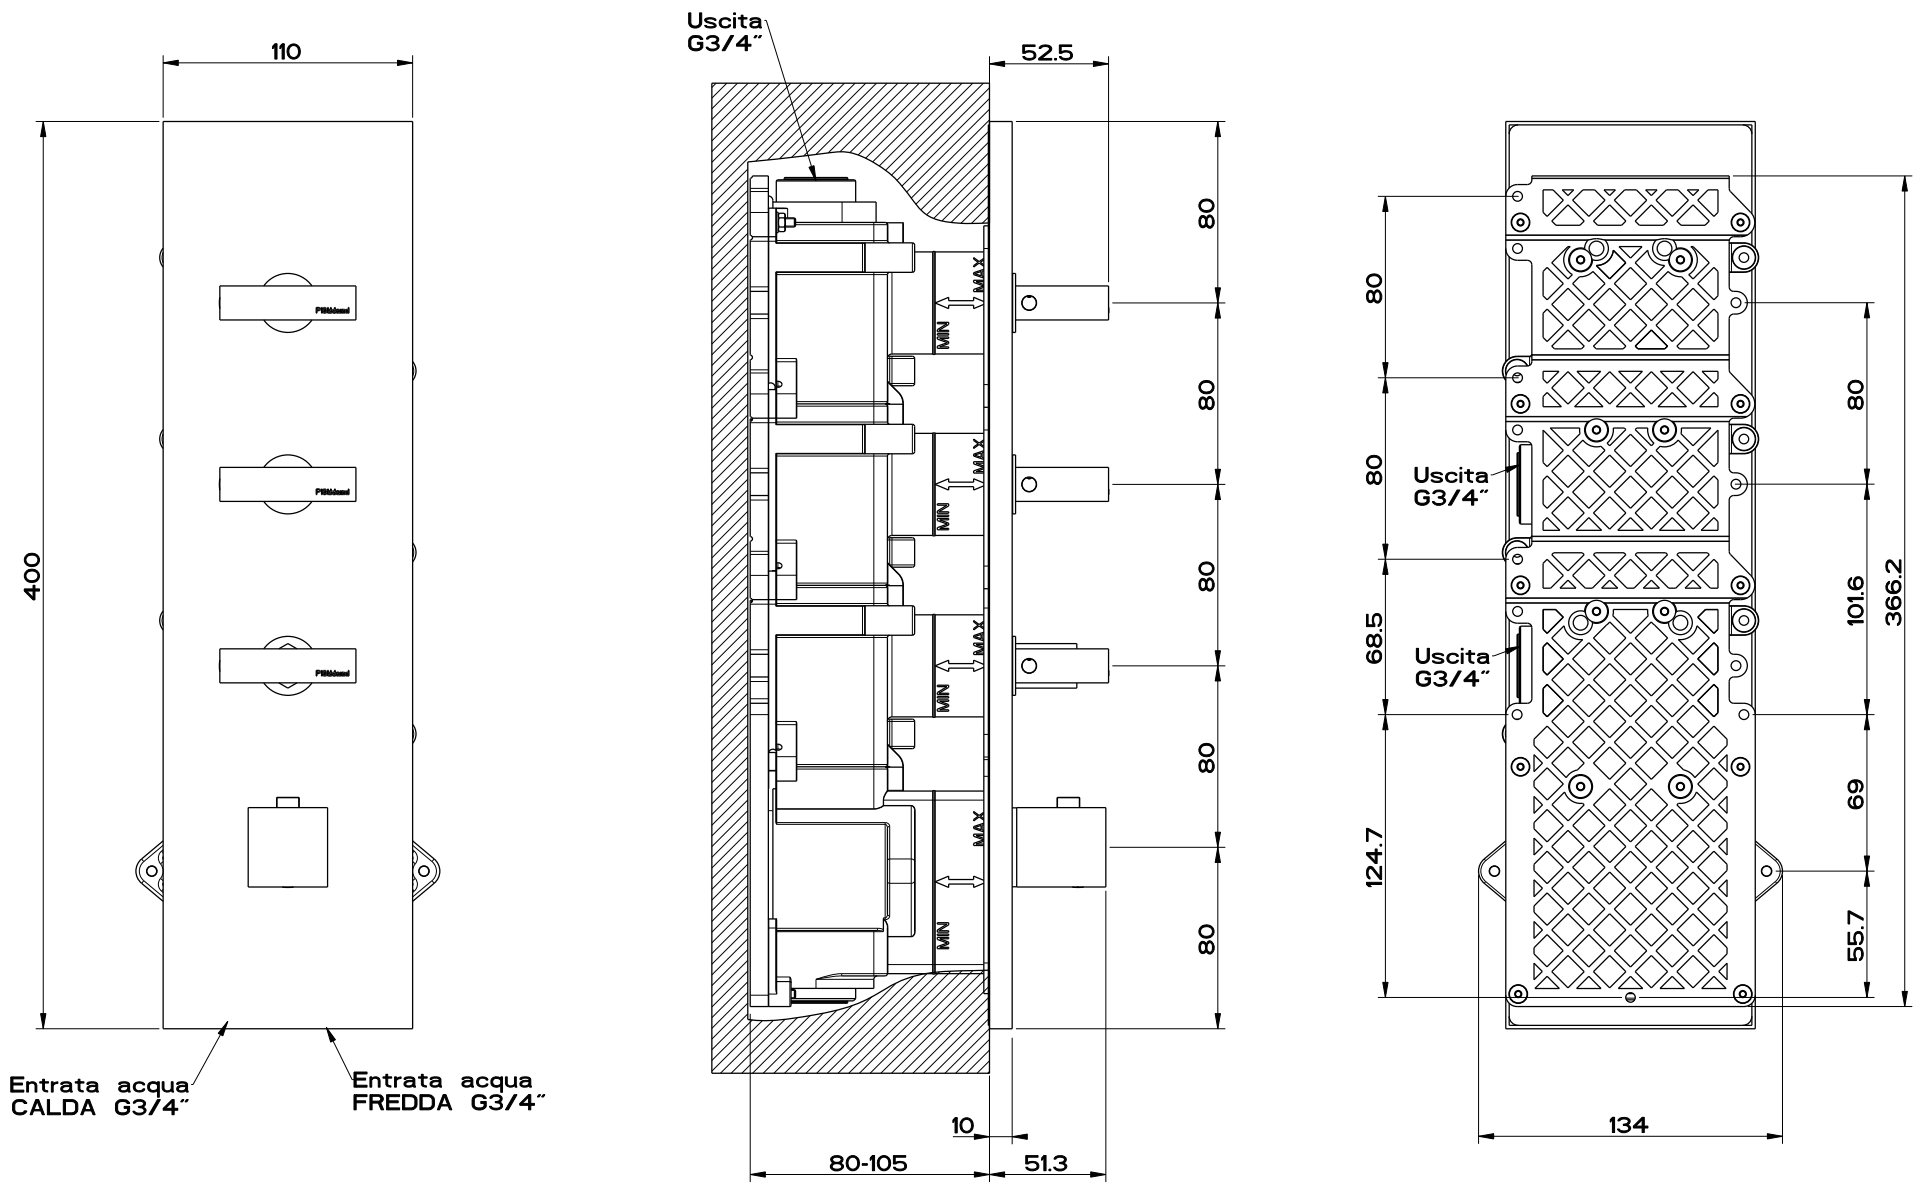 110
400
Entrata acqua
CALDA G3/4″
Entrata acqua
FREDDA G3/4″
Uscita
G3/4″
52.5
80
80
80
80
80
MAX
MIN
MAX
MIN
MAX
MIN
MAX
MIN
10
80-105
51.3
80
80
68.5
124.7
Uscita
G3/4″
Uscita
G3/4″
80
101.6
69
55.7
366.2
134